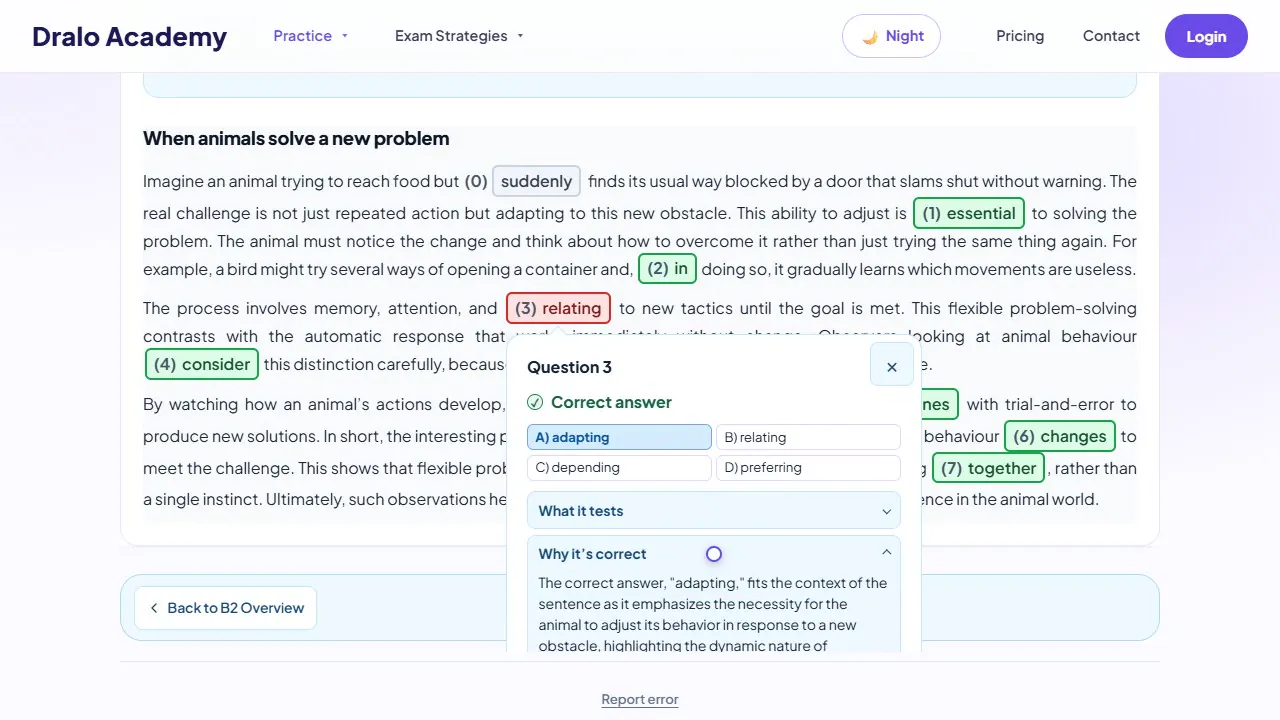 Dralo Academy Practice Exam Strategies 🌙 Night Pricing Contact Login
When animals solve a new problem
Imagine an animal trying to reach food but (0) suddenly finds its usual way blocked by a door that slams shut without warning. The
real challenge is not just repeated action but adapting to this new obstacle. This ability to adjust is (1) essential to solving the
problem. The animal must notice the change and think about how to overcome it rather than just trying the same thing again. For
example, a bird might try several ways of opening a container and, (2) in doing so, it gradually learns which movements are useless.
The process involves memory, attention, and (3) relating to new tactics until the goal is met. This flexible problem-solving
contrasts with the automatic response that looking at animal behaviour
(4) consider this distinction carefully,
By watching how an animal's actions develop, with trial-and-error to
produce new solutions. In short, the interesting behaviour (6) changes to
meet the challenge. This shows that flexible (7) together, rather than
a single instinct. Ultimately, such observations in the animal world.
Question 3
×
Correct answer
A) adapting B) relating
C) depending D) preferring
What it tests
Why it's correct
The correct answer, "adapting," fits the context of the
sentence as it emphasizes the necessity for the
animal to adjust its behavior in response to a new
obstacle, highlighting the dynamic nature of
Back to B2 Overview
Report error